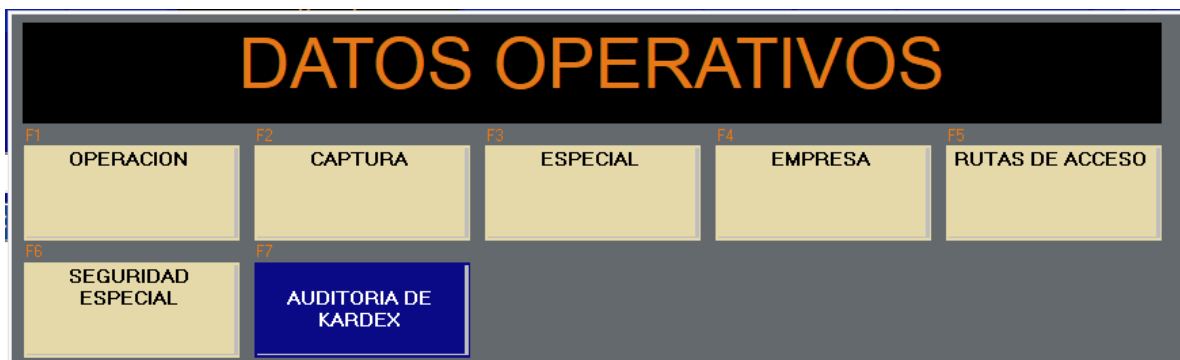 DATOS OPERATIVOS
F1
OPERACION
F2
CAPTURA
F3
ESPECIAL
F4
EMPRESA
F5
RUTAS DE ACCESO
F6
SEGURIDAD
ESPECIAL
F7
AUDITORIA DE
KARDEX